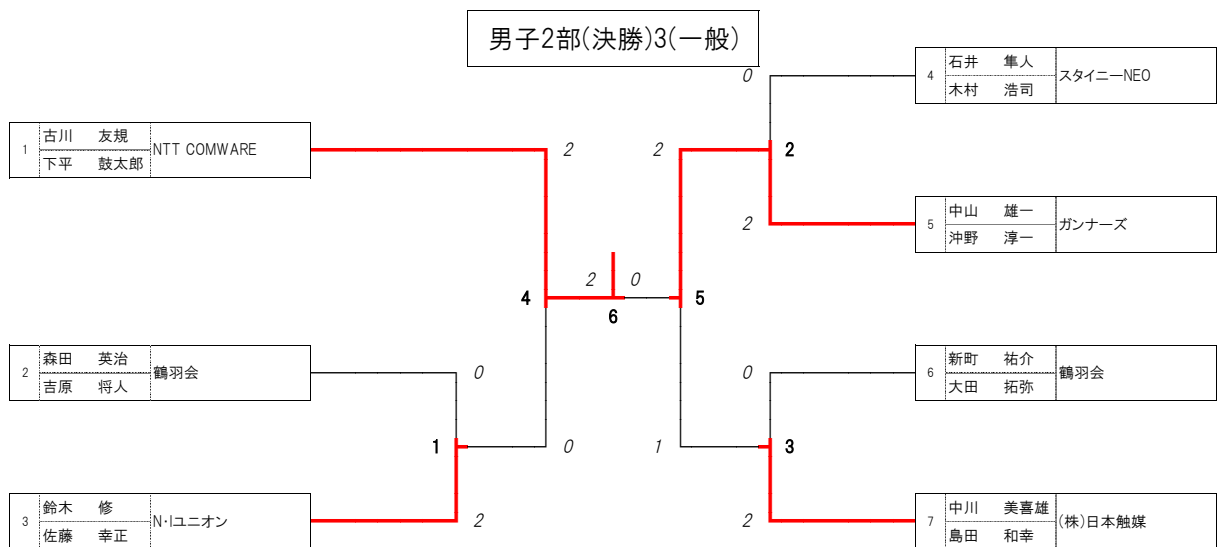 男子2部(決勝)3(一般)
1 古川 友規 NTT COMWARE
下平 鼓太郎
2 森田 英治 鶴羽会
吉原 将人
3 鈴木 修 N・Iユニオン
佐藤 幸正
4 石井 隼人 スタイニーNEO
木村 浩司
5 中山 雄一 ガンナーズ
沖野 淳一
6 新町 祐介 鶴羽会
大田 拓弥
7 中川 美喜雄 (株)日本触媒
島田 和幸
2
0
1
0
2
4
2
0
6
0
2
2
2
5
0
1
3
2